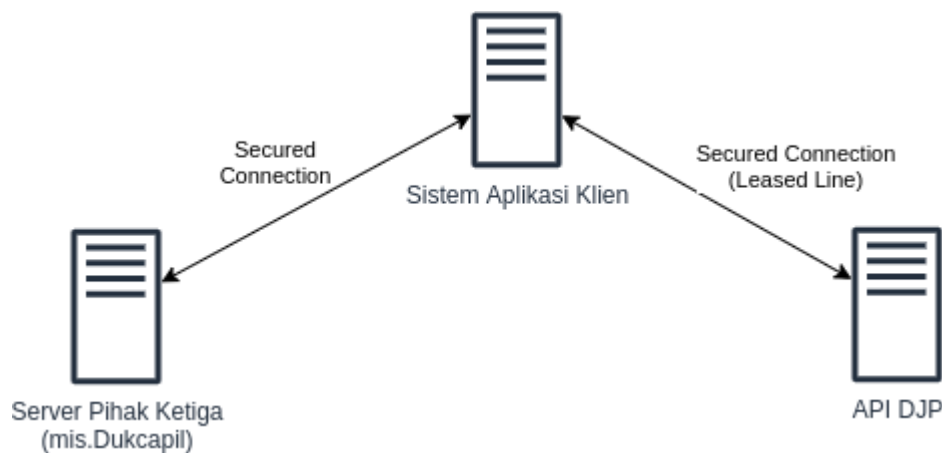 Secured
Connection
Secured Connection
(Leased Line)
Sistem Aplikasi Klien
Server Pihak Ketiga
(mis.Dukcapil)
API DJP